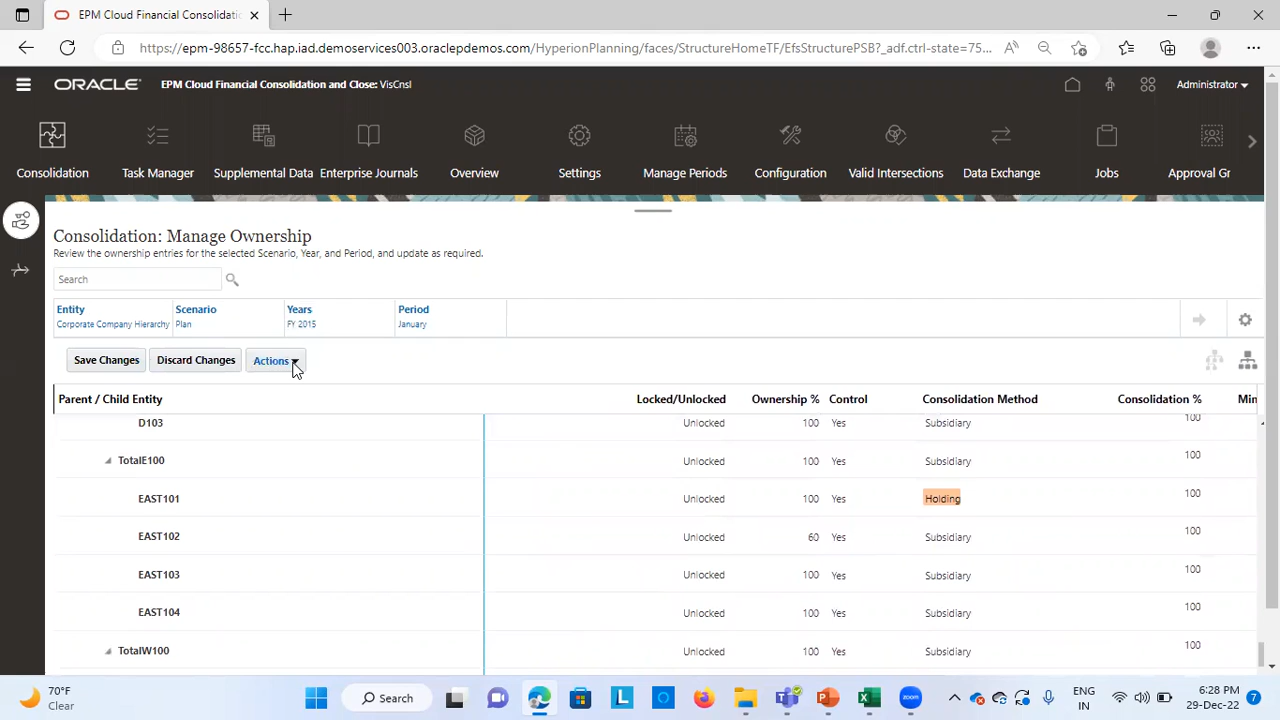 EPM Cloud Financial Consolidation
https://epm-98657-fcc.hap.iad.demoservices003.oraclepdemos.com/HyperionPlanning/faces/StructureHomeTF/EfsStructurePSB?_adf.ctrl-state=75...
ORACLE EPM Cloud Financial Consolidation and Close: VisCnsl Administrator
Consolidation Task Manager Supplemental Data Enterprise Journals Overview Settings Manage Periods Configuration Valid Intersections Data Exchange Jobs Approval Gr
Consolidation: Manage Ownership
Review the ownership entries for the selected Scenario, Year, and Period, and update as required.
Search
Entity Scenario Years Period
Corporate Company Hierarchy Plan FY 2015 January
Save Changes Discard Changes Actions
Parent / Child Entity Locked/Unlocked Ownership % Control Consolidation Method Consolidation % Min
D103 Unlocked 100 Yes Subsidiary 100
TotalE100 Unlocked 100 Yes Subsidiary 100
EAST101 Unlocked 100 Yes Holding 100
EAST102 Unlocked 60 Yes Subsidiary 100
EAST103 Unlocked 100 Yes Subsidiary 100
EAST104 Unlocked 100 Yes Subsidiary 100
TotalW100 Unlocked 100 Yes Subsidiary 100
70°F
Clear
Search
ENG
IN
6:28 PM
29-Dec-22
7